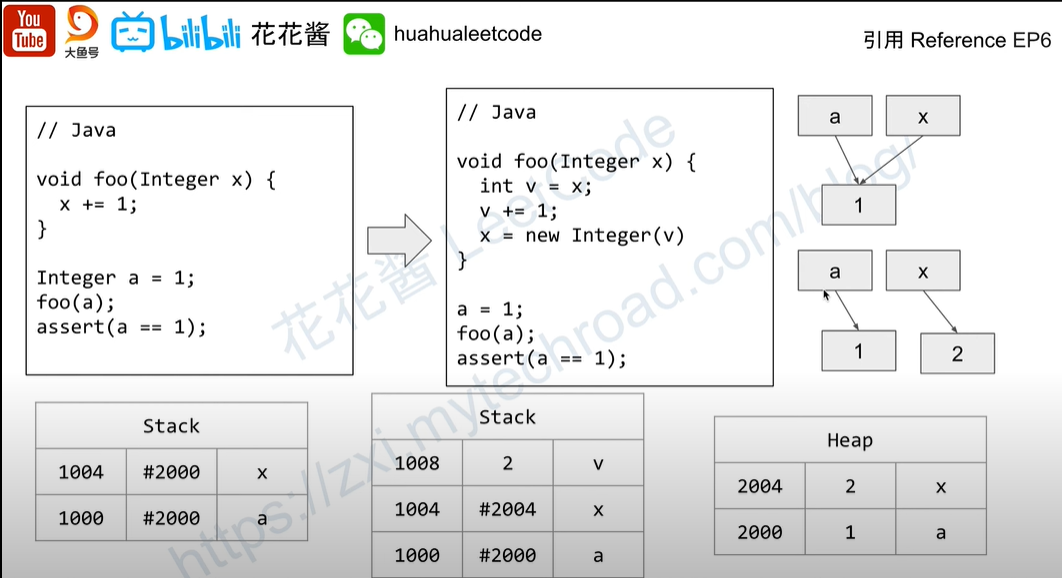 You
Tube
大鱼号
bilibili 花花酱
huahualeetcode
引用 Reference EP6
// Java
void foo(Integer x) {
x += 1;
}
Integer a = 1;
foo(a);
assert(a == 1);
// Java
void foo(Integer x) {
int v = x;
v += 1;
x = new Integer(v)
}
a = 1;
foo(a);
assert(a == 1);
a x
1
a x
1 2
Stack
1004 #2000 x
1000 #2000 a
Stack
1008 2 v
1004 #2004 x
1000 #2000 a
Heap
2004 2 x
2000 1 a
花花酱 LeetCode
https://zxi.mytechroad.com/blog/